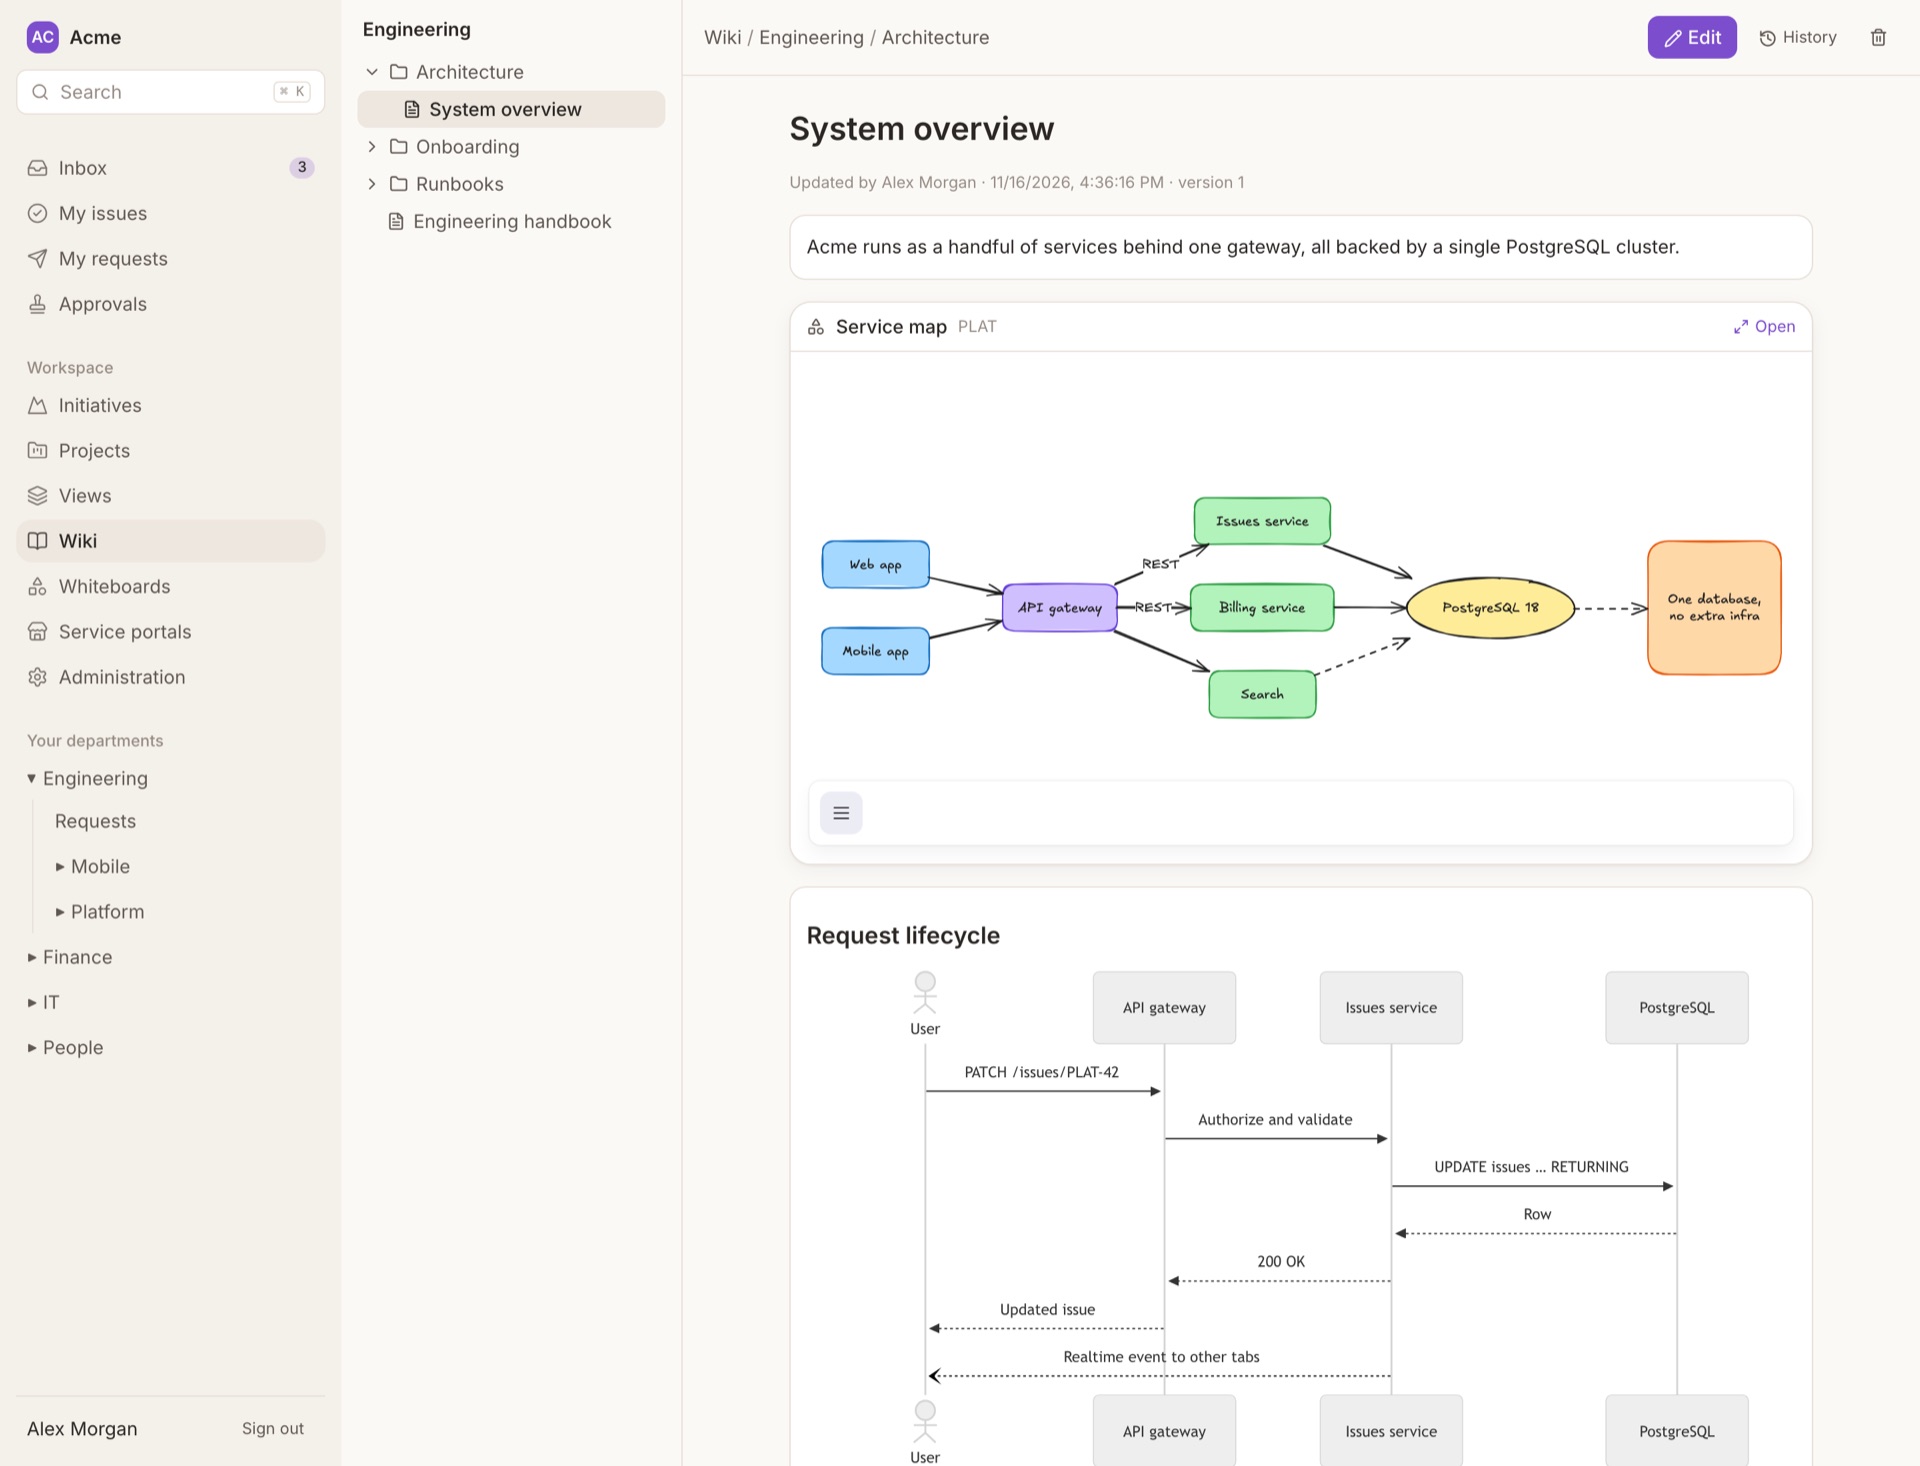 AC Acme
Search ⌘ K
Inbox 3
My issues
My requests
Approvals
Workspace
Initiatives
Projects
Views
Wiki
Whiteboards
Service portals
Administration
Your departments
Engineering
Requests
Mobile
Platform
Finance
IT
People
Alex Morgan Sign out
Engineering
Architecture
System overview
Onboarding
Runbooks
Engineering handbook
Wiki / Engineering / Architecture
Edit History
System overview
Updated by Alex Morgan · 11/16/2026, 4:36:16 PM · version 1
Acme runs as a handful of services behind one gateway, all backed by a single PostgreSQL cluster.
Service map PLAT Open
Web app
Mobile app
API gateway
REST
REST
Issues service
Billing service
Search
PostgreSQL 18
One database,
no extra infra
Request lifecycle
User
API gateway
Issues service
PostgreSQL
PATCH /issues/PLAT-42
Authorize and validate
UPDATE issues ... RETURNING
Row
200 OK
Updated issue
Realtime event to other tabs
User
API gateway
Issues service
PostgreSQL